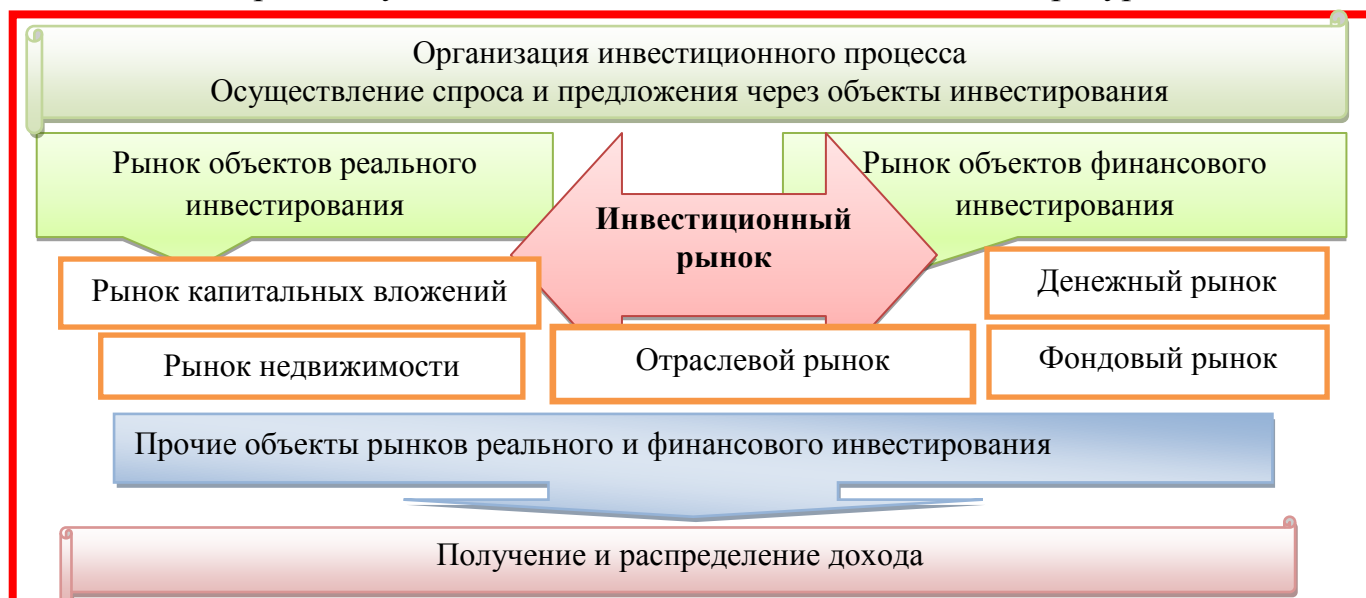 Организация инвестиционного процесса
Осуществление спроса и предложения через объекты инвестирования
Рынок объектов реального
инвестирования
Инвестиционный
рынок
Рынок объектов финансового
инвестирования
Рынок капитальных вложений
Денежный рынок
Рынок недвижимости
Отраслевой рынок
Фондовый рынок
Прочие объекты рынков реального и финансового инвестирования
Получение и распределение дохода